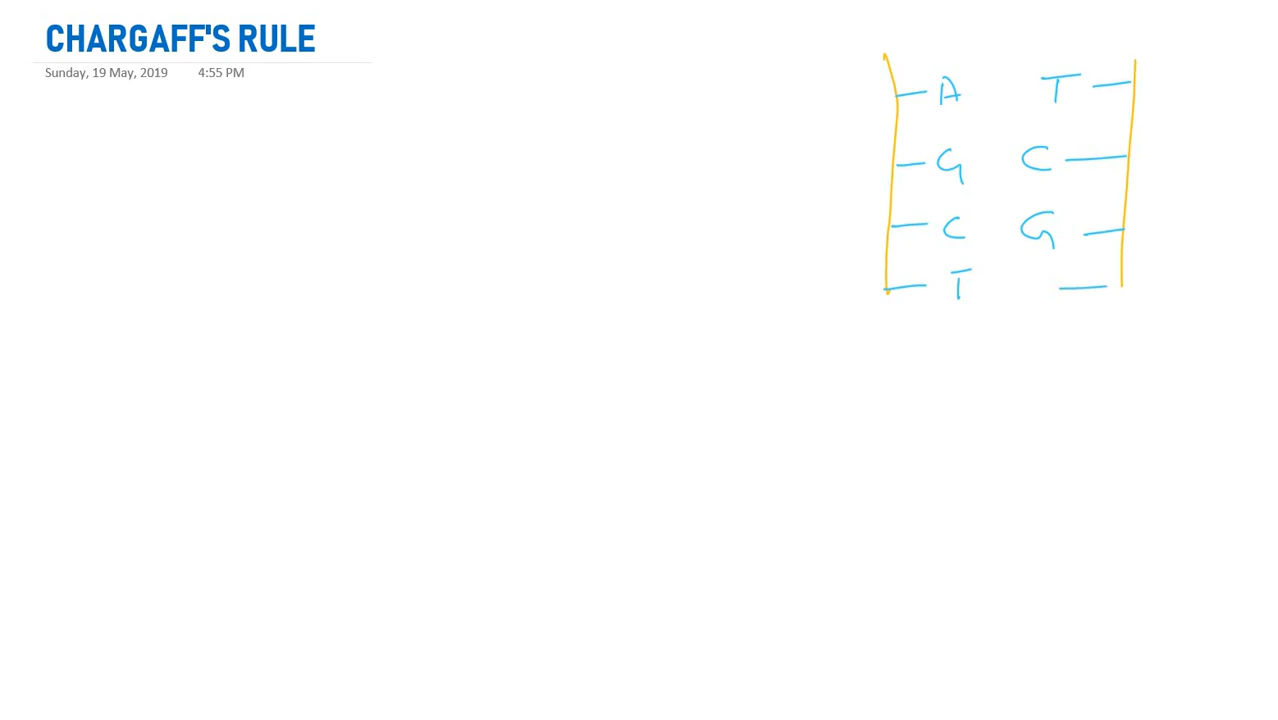 CHARGAFF'S RULE
Sunday, 19 May, 2019 4:55 PM
A T
G C
C G
T